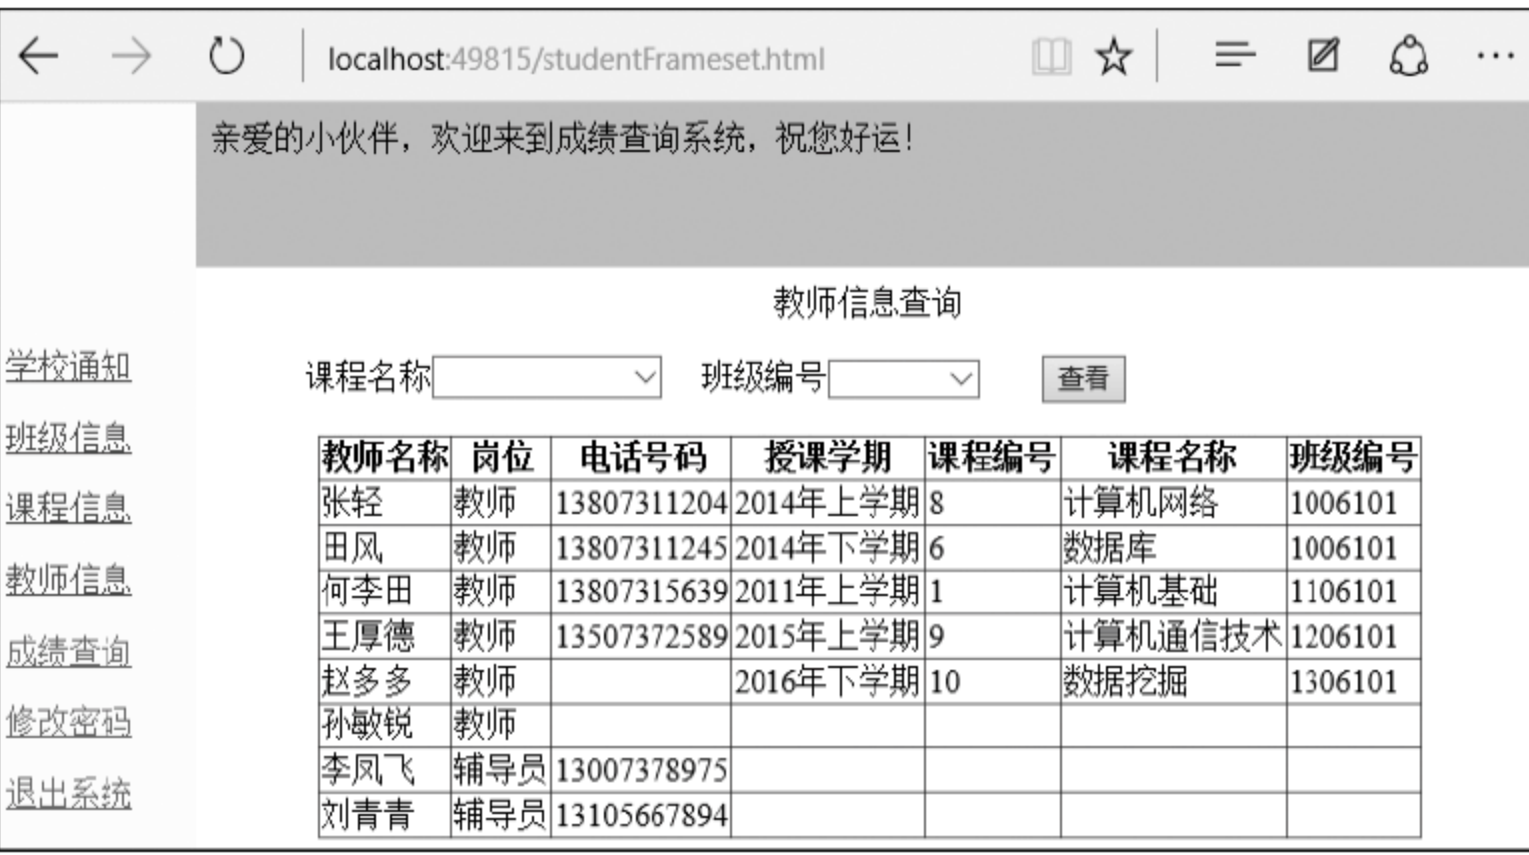 localhost:49815/studentFrameset.html
亲爱的小伙伴，欢迎来到成绩查询系统，祝您好运！
学校通知
班级信息
课程信息
教师信息
成绩查询
修改密码
退出系统
教师信息查询
课程名称 班级编号 查看
教师名称 岗位 电话号码 授课学期 课程编号 课程名称 班级编号
张轻 教师 13807311204 2014年上学期 8 计算机网络 1006101
田风 教师 13807311245 2014年下学期 6 数据库 1006101
何李田 教师 13807315639 2011年上学期 1 计算机基础 1106101
王厚德 教师 13507372589 2015年上学期 9 计算机通信技术 1206101
赵多多 教师 2016年下学期 10 数据挖掘 1306101
孙敏锐 教师
李凤飞 辅导员 13007378975
刘青青 辅导员 13105667894